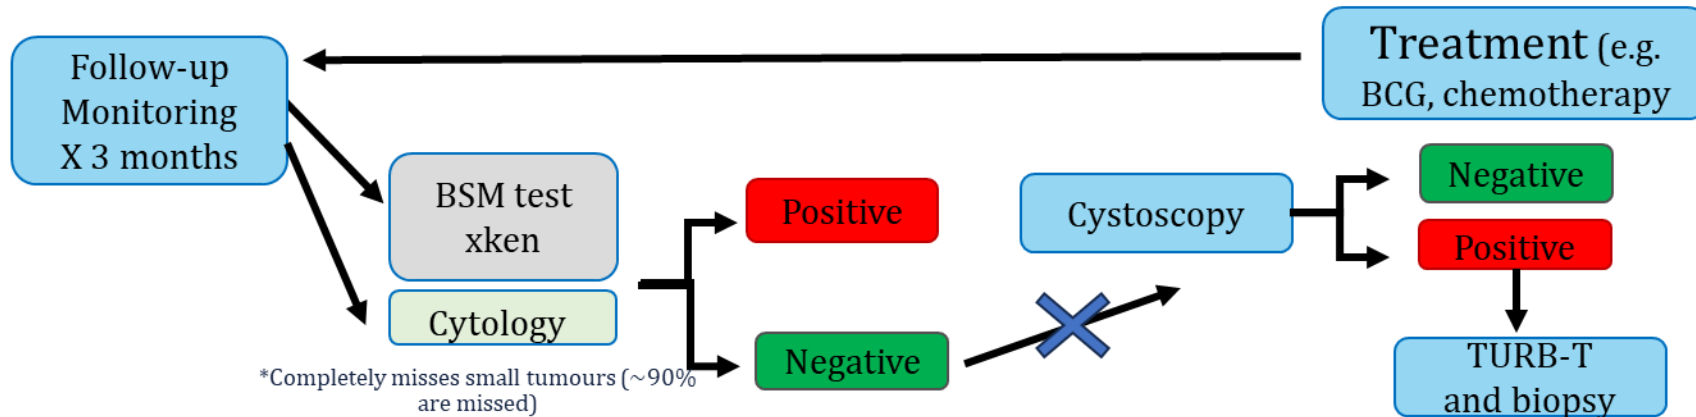 Follow-up
Monitoring
X 3 months
BSM test
xken
Cytology
*Completely misses small tumours (~90%
are missed)
Positive
Negative
Cystoscopy
Treatment (e.g.
BCG, chemotherapy
Negative
Positive
TURB-T
and biopsy